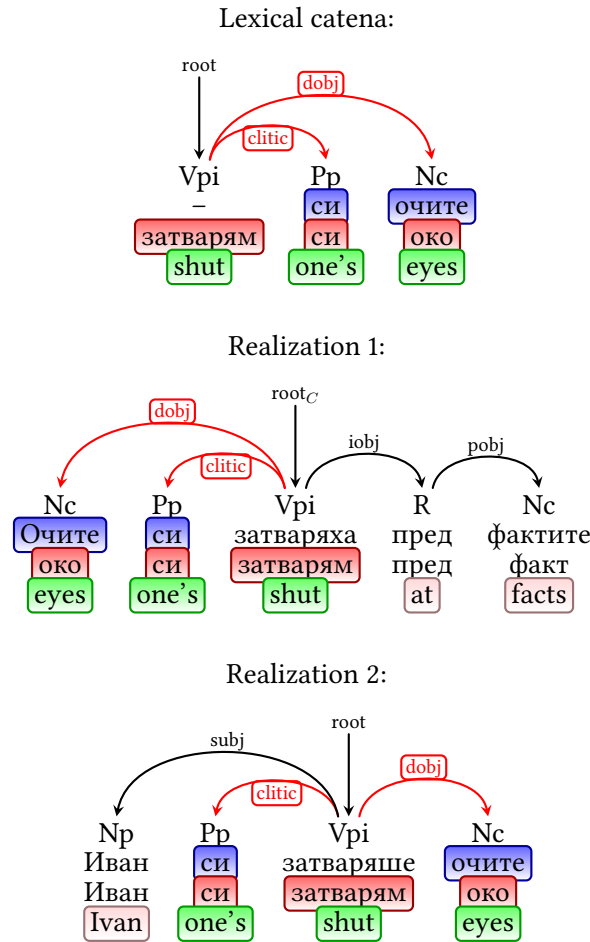 Lexical catena:
root
dobj
clitic
Vpi Pp Nc
– си очите
затварям си око
shut one's eyes
Realization 1:
root_C
dobj
iobj pobj
clitic
Nc Pp Vpi R Nc
Очите си затваряха пред фактите
око си затварям пред факт
eyes one's shut at facts
Realization 2:
root
subj
dobj
clitic
Np Pp Vpi Nc
Иван си затваряше очите
Иван си затварям око
Ivan one's shut eyes